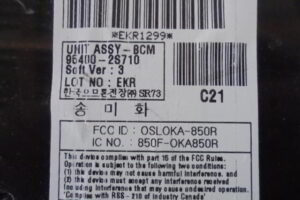 *EKR1299*
UNIT ASSY-BCM
95400-2S710
Soft Ver : 3
LOT NO : EKR
한국오므론전장㈜ SR73
C21
송 미 화
FCC ID : OSLOKA-850R
IC NO. : 850F-OKA850R
This device complies with part 15 of the FCC Rules.
Operation is subject to the following two conditions:
(1) this device may not cause harmful interference, and
(2) this device must accept any interference received
including interference that may cause undesired operation.
Complies with RSS - 210 of Industry Canada